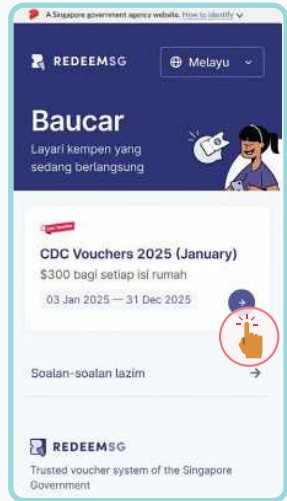 A Singapore government agency website. How to identify
REDEEMSG
Melayu
Baucar
Layari kempen yang
sedang berlangsung
CDC Vouchers 2025 (January)
$300 bagi setiap isi rumah
03 Jan 2025 — 31 Dec 2025
Soalan-soalan lazim
REDEEMSG
Trusted voucher system of the Singapore
Government